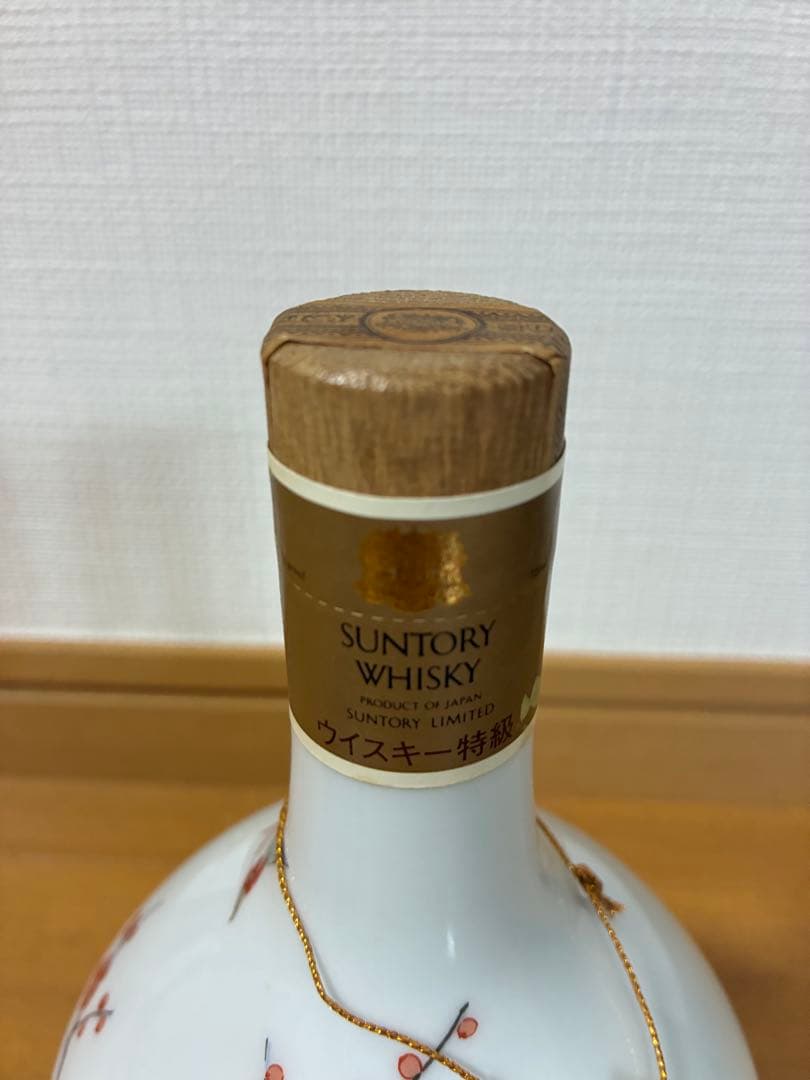 SUNTORY
WHISKY
PRODUCT OF JAPAN
SUNTORY LIMITED
ウイスキー特級